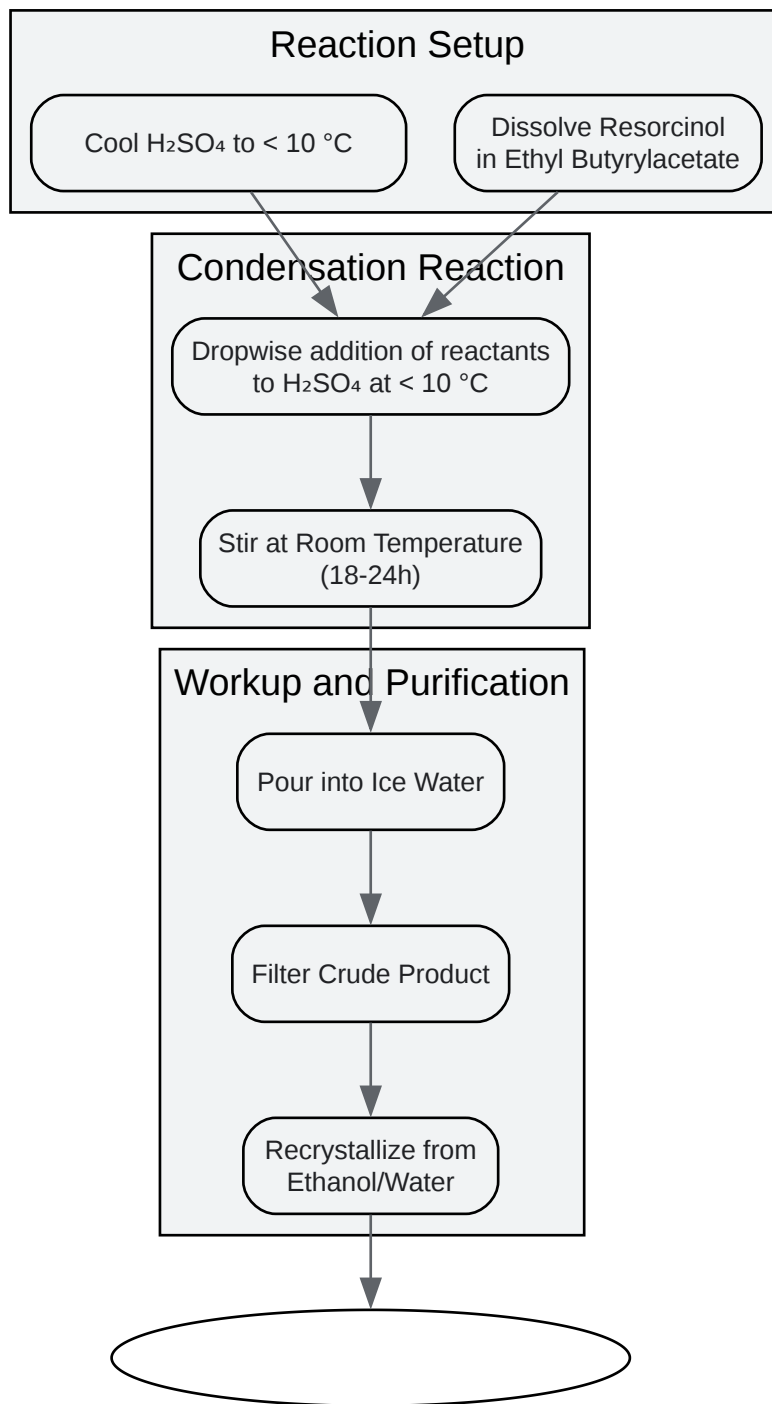 Reaction Setup
Cool H₂SO₄ to < 10 °C
Dissolve Resorcinol
in Ethyl Butyrylacetate
Condensation Reaction
Dropwise addition of reactants
to H₂SO₄ at < 10 °C
Stir at Room Temperature
(18-24h)
Workup and Purification
Pour into Ice Water
Filter Crude Product
Recrystallize from
Ethanol/Water